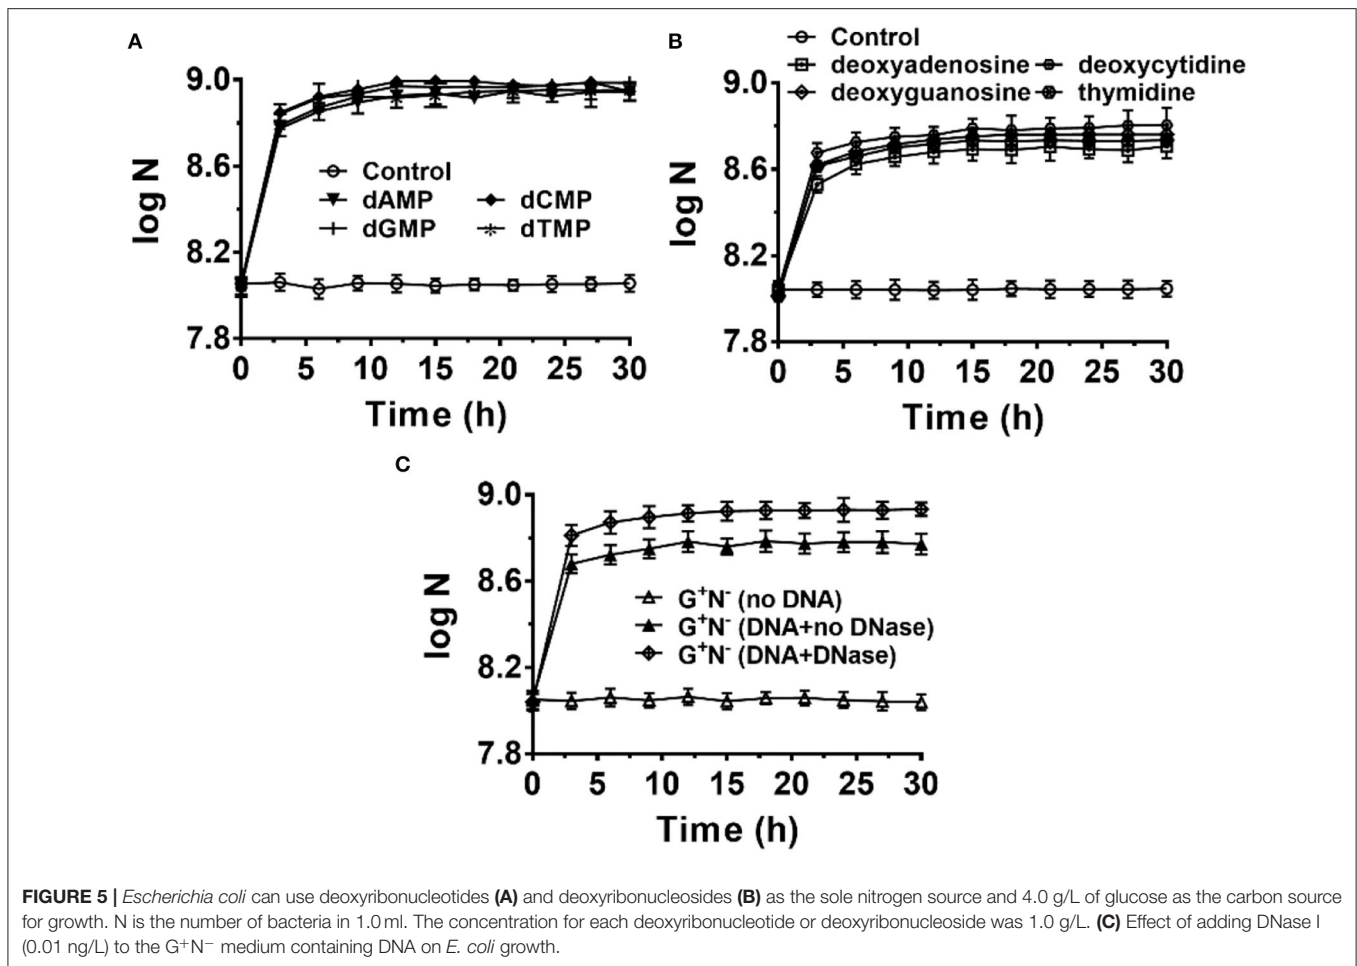 A
9.0
8.6
8.2
7.8
log N
Control
dAMP dCMP
dGMP dTMP
0 5 10 15 20 25 30
Time (h)
B
Control
deoxyadenosine deoxycytidine
deoxyguanosine thymidine
9.0
8.6
8.2
7.8
log N
0 5 10 15 20 25 30
Time (h)
C
9.0
8.6
8.2
7.8
log N
G⁺N⁻ (no DNA)
G⁺N⁻ (DNA+no DNase)
G⁺N⁻ (DNA+DNase)
0 5 10 15 20 25 30
Time (h)
FIGURE 5 | Escherichia coli can use deoxyribonucleotides (A) and deoxyribonucleosides (B) as the sole nitrogen source and 4.0 g/L of glucose as the carbon source
for growth. N is the number of bacteria in 1.0 ml. The concentration for each deoxyribonucleotide or deoxyribonucleoside was 1.0 g/L. (C) Effect of adding DNase I
(0.01 ng/L) to the G⁺N⁻ medium containing DNA on E. coli growth.